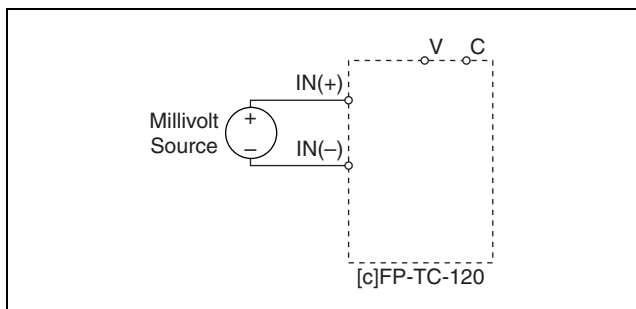 V C
IN(+)
Millivolt
Source
+
–
IN(–)
[c]FP-TC-120